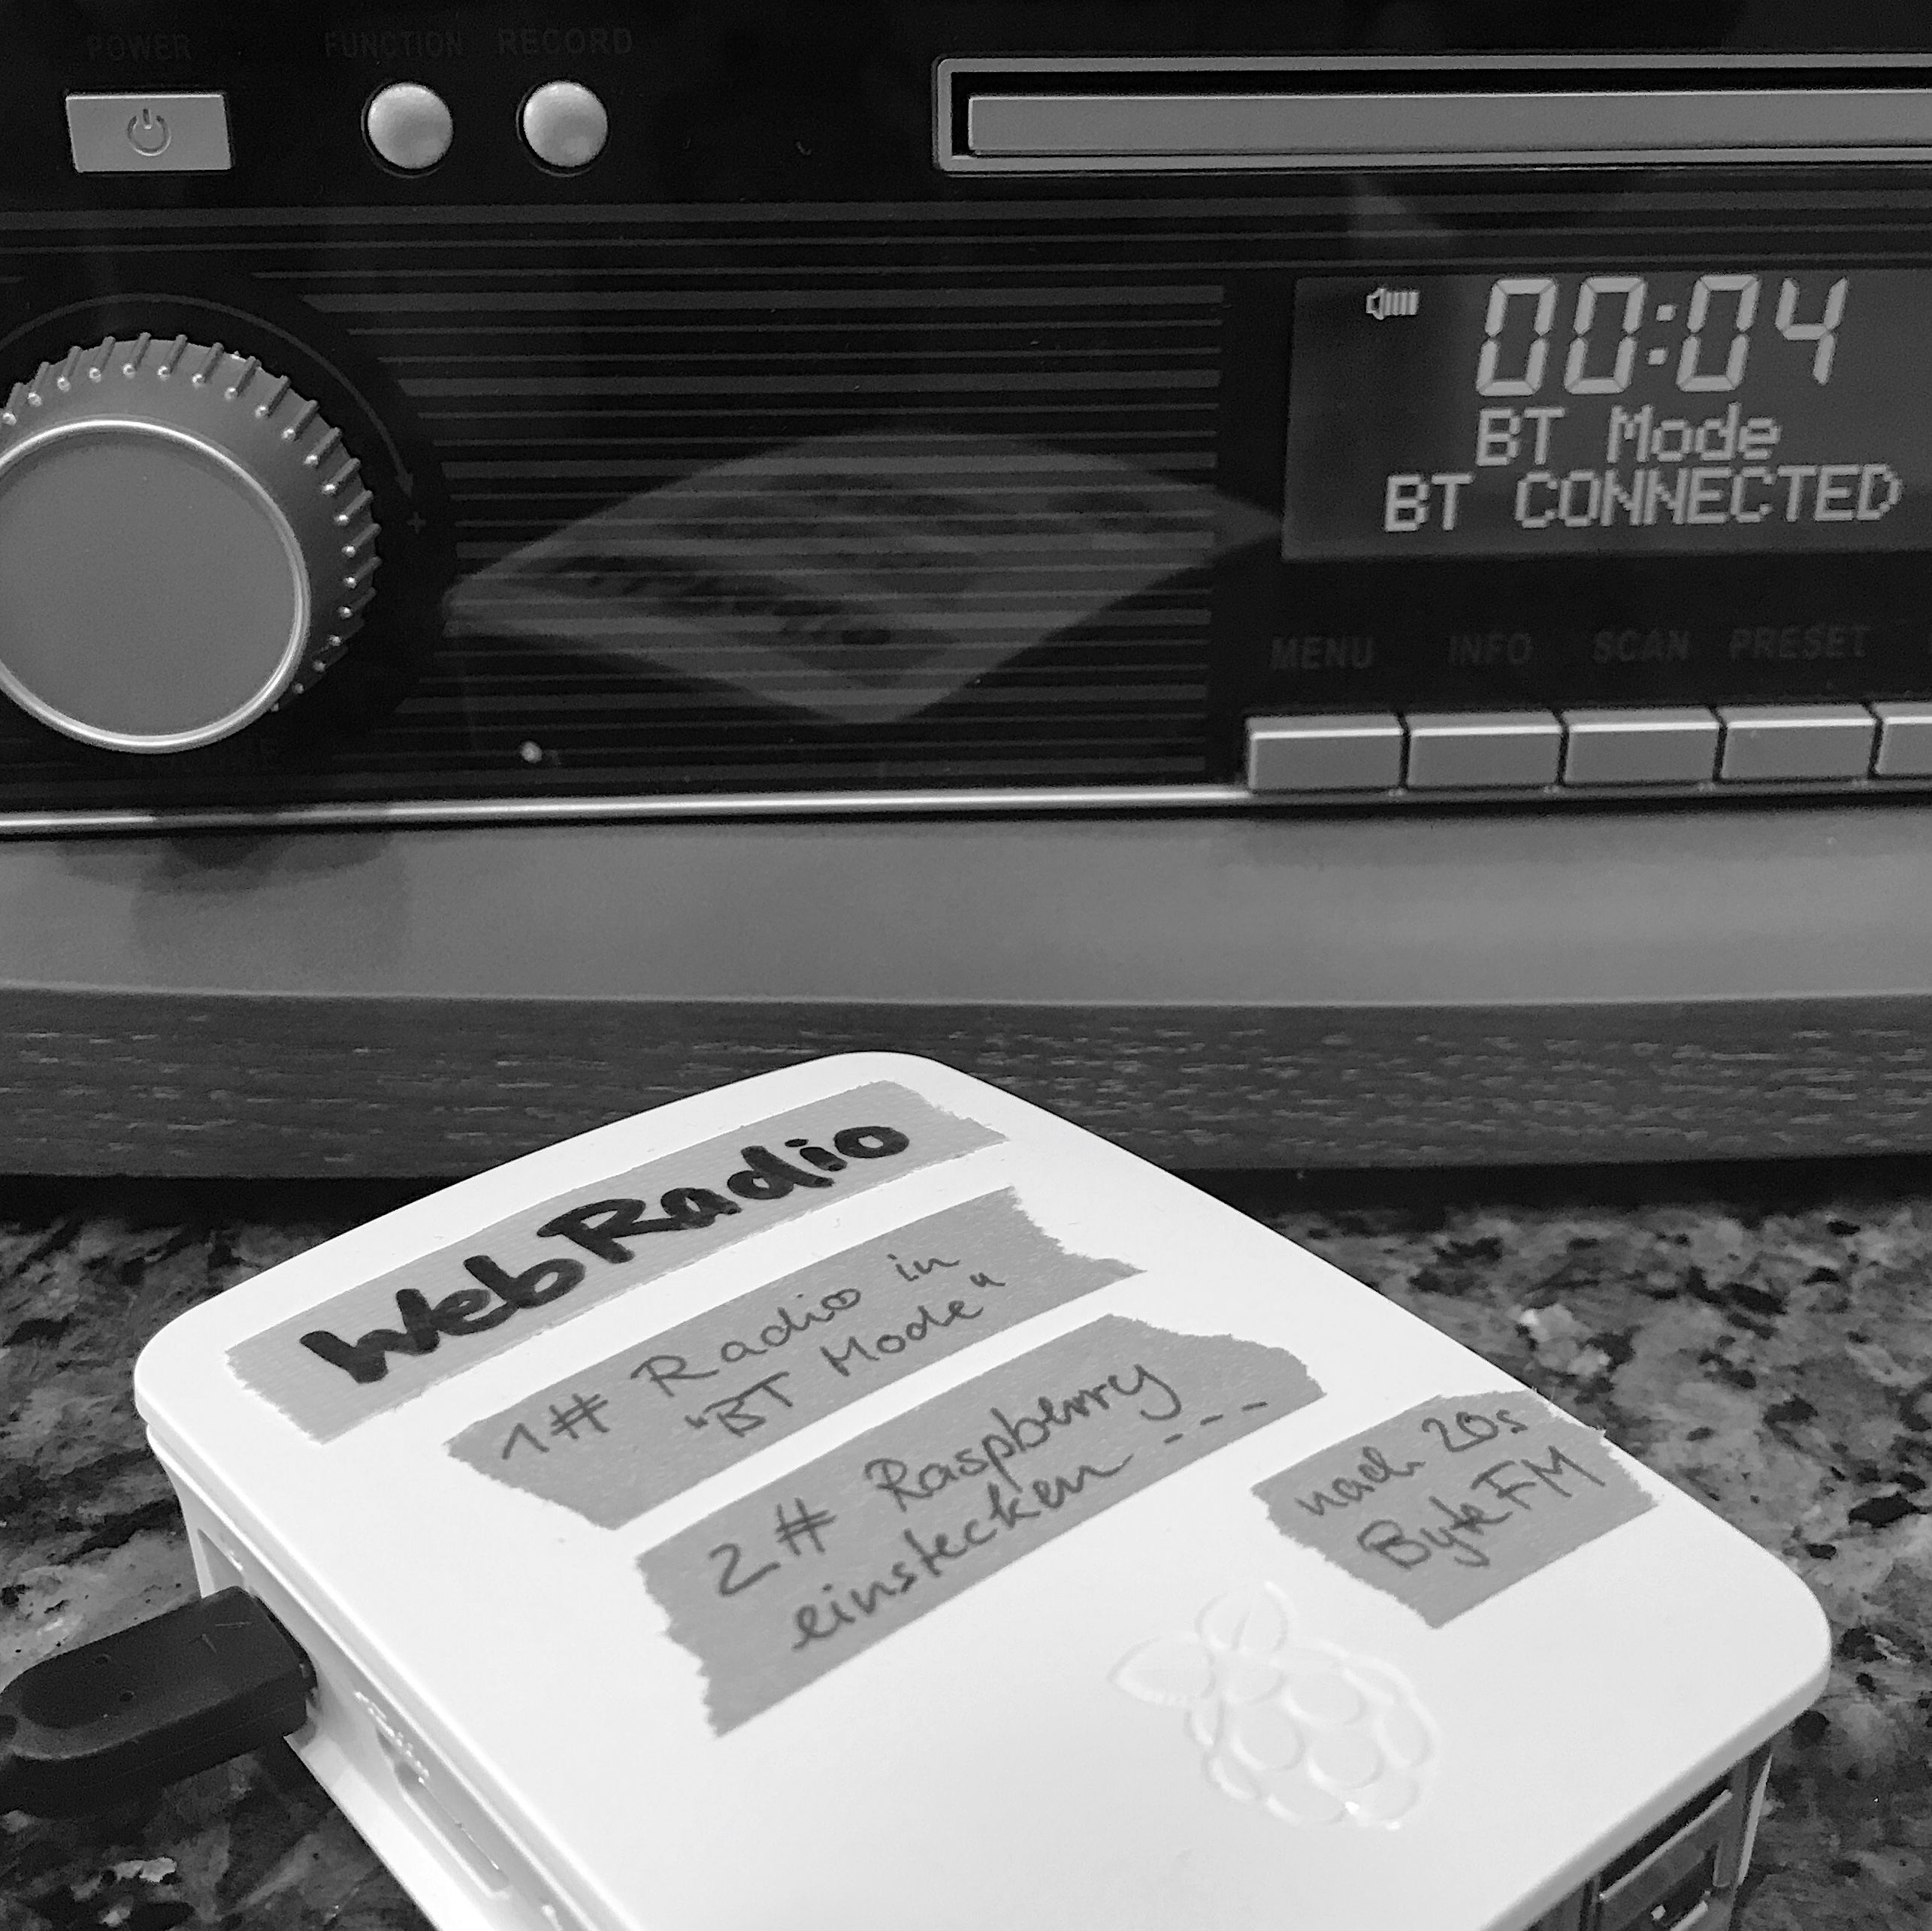 POWER
FUNCTION
RECORD
00:04
BT Mode
BT CONNECTED
MENU
INFO
SCAN
PRESET
WebRadio
1# Radio in
"BT Mode"
2# Raspberry
einstecken ---
nach 20s
ByteFM